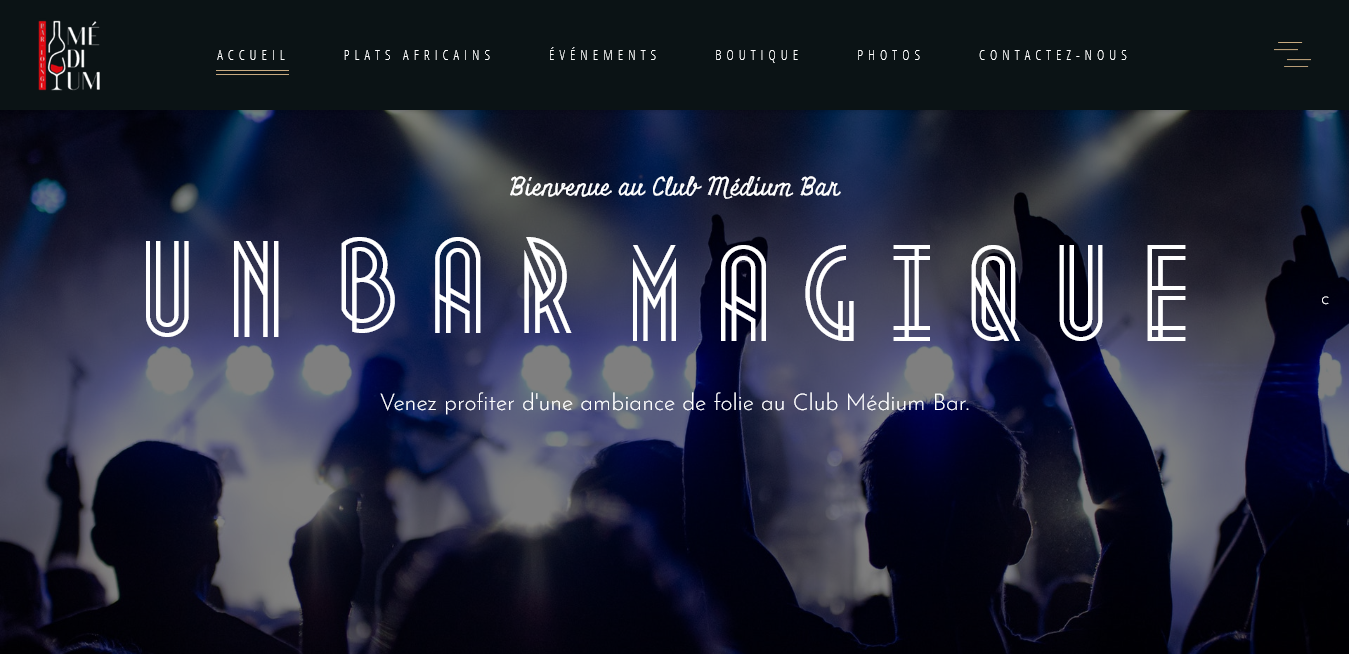 MÉ
DI
UM
ACCUEIL
PLATS AFRICAINS
ÉVÉNEMENTS
BOUTIQUE
PHOTOS
CONTACTEZ-NOUS
Bienvenue au Club Médium Bar
UN BAR MAGIQUE
C
Venez profiter d'une ambiance de folie au Club Médium Bar.